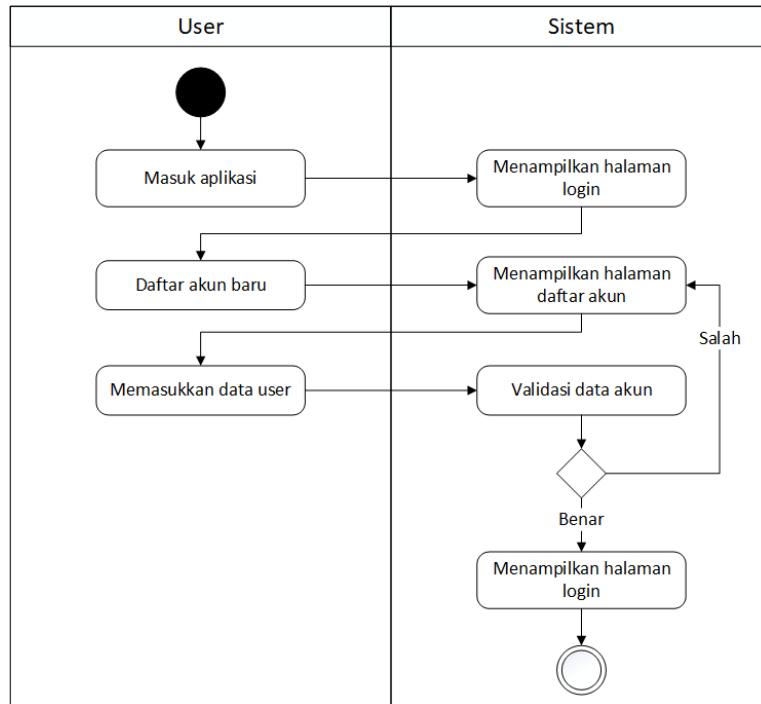 User
Sistem
Masuk aplikasi
Menampilkan halaman
login
Daftar akun baru
Menampilkan halaman
daftar akun
Salah
Memasukkan data user
Validasi data akun
Benar
Menampilkan halaman
login